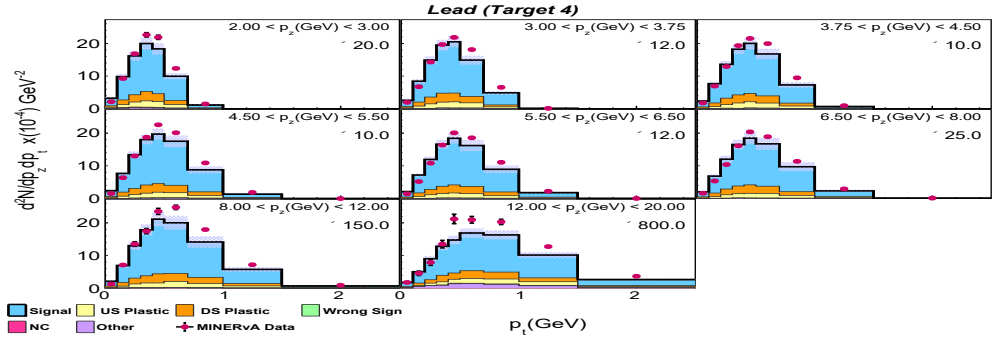 Lead (Target 4)
2.00 < p_z(GeV) < 3.00
´ 20.0
3.00 < p_z(GeV) < 3.75
´ 12.0
3.75 < p_z(GeV) < 4.50
´ 10.0
4.50 < p_z(GeV) < 5.50
´ 10.0
5.50 < p_z(GeV) < 6.50
´ 12.0
6.50 < p_z(GeV) < 8.00
´ 25.0
8.00 < p_z(GeV) < 12.00
´ 150.0
12.00 < p_z(GeV) < 20.00
´ 800.0
d²N/dp_zdp_t x(10⁻⁴) GeV⁻²
20
10
0
20
10
0
20
10
0
0 1 2 0 1 2
p_t(GeV)
Signal US Plastic DS Plastic Wrong Sign
NC Other MINERvA Data